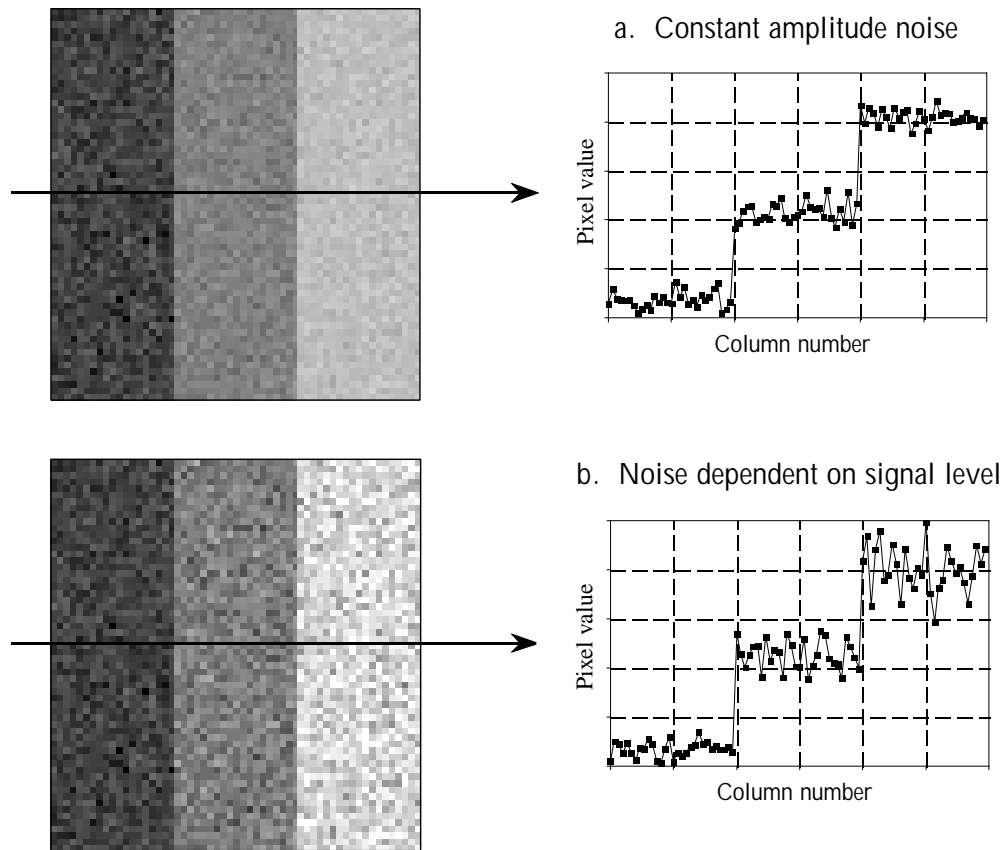 a. Constant amplitude noise
Pixel value
Column number
b. Noise dependent on signal level
Pixel value
Column number